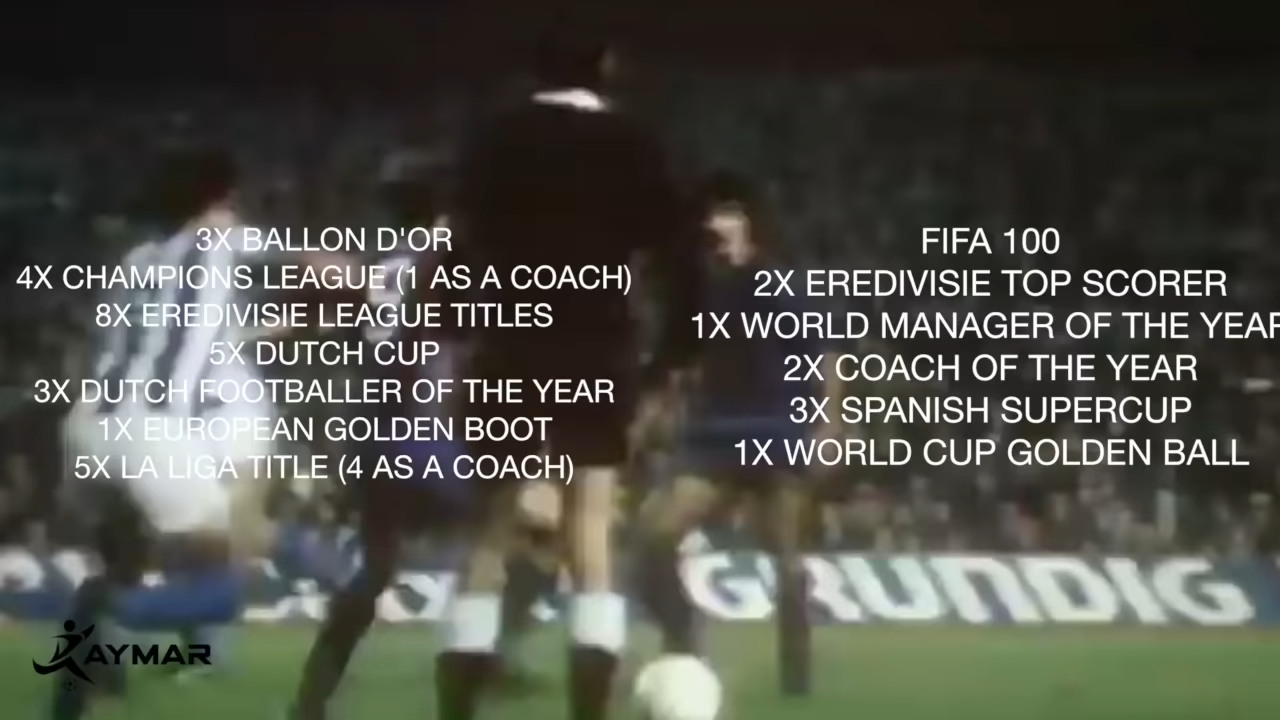 3X BALLON D'OR
4X CHAMPIONS LEAGUE (1 AS A COACH)
8X EREDIVISIE LEAGUE TITLES
5X DUTCH CUP
3X DUTCH FOOTBALLER OF THE YEAR
1X EUROPEAN GOLDEN BOOT
5X LA LIGA TITLE (4 AS A COACH)
FIFA 100
2X EREDIVISIE TOP SCORER
1X WORLD MANAGER OF THE YEAR
2X COACH OF THE YEAR
3X SPANISH SUPERCUP
1X WORLD CUP GOLDEN BALL
GRUNDIG
KAYMAR